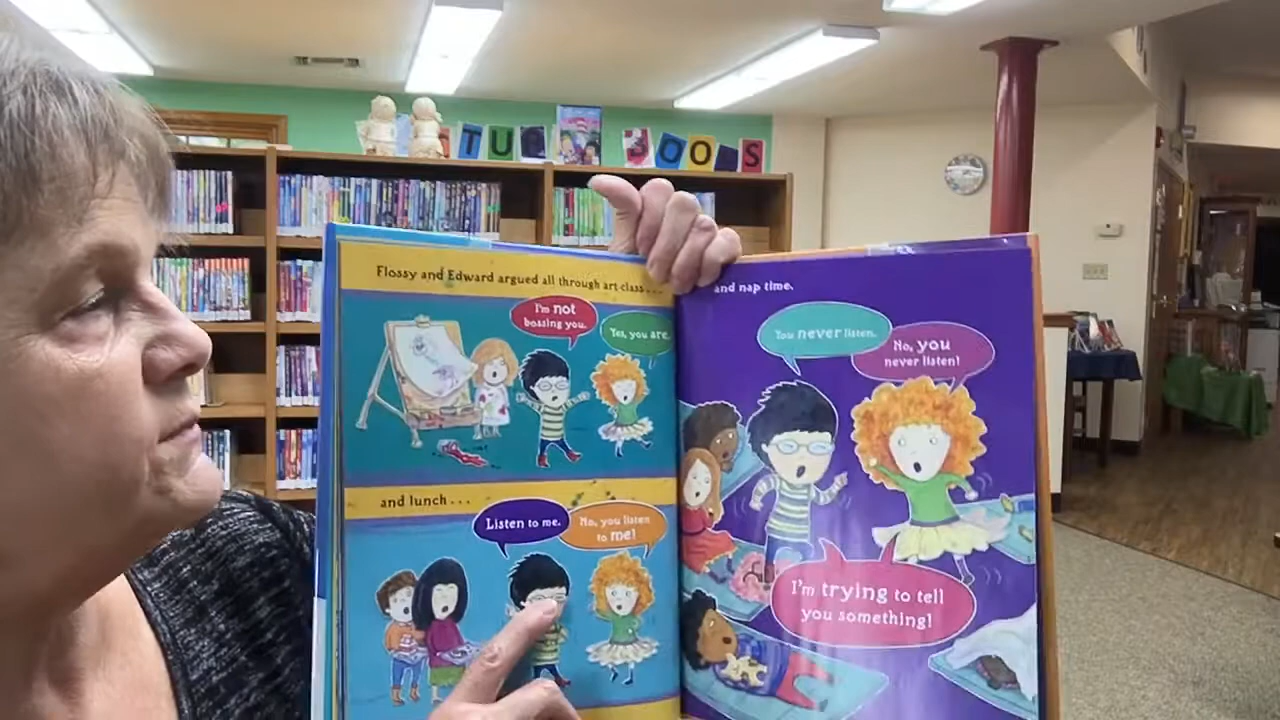 TU BOO S
Flossy and Edward argued all through art class . . .
I'm not
bossing you.
Yes, you are.
and lunch . . .
Listen to me.
No, you listen
to me!
and nap time.
You never listen.
No, you
never listen!
I'm trying to tell
you something!